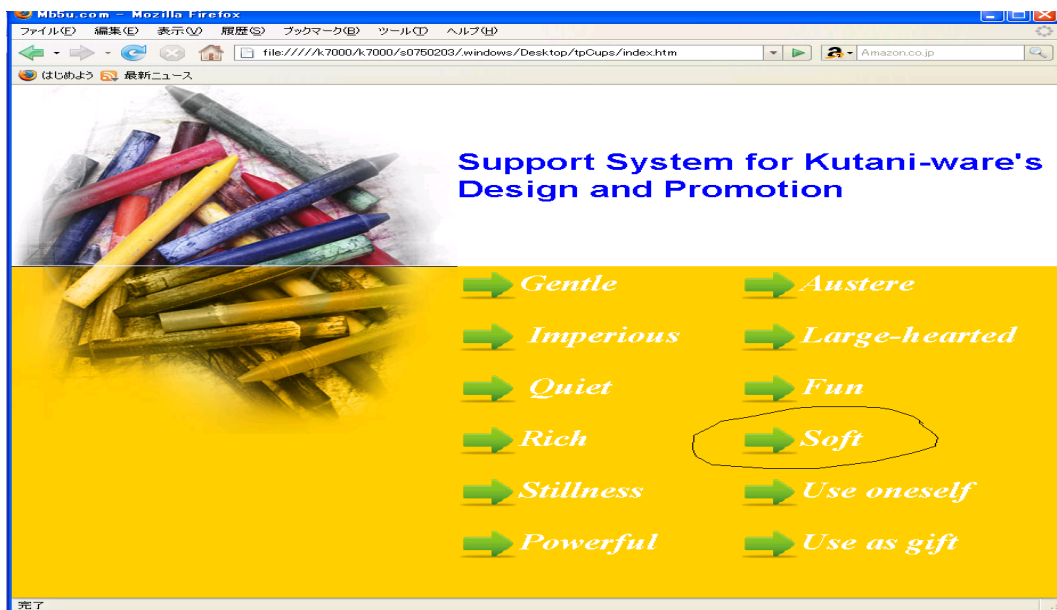 Mb5u.com - Mozilla Firefox
ファイル(F) 編集(E) 表示(V) 履歴(S) ブックマーク(B) ツール(T) ヘルプ(H)
file://///k7000/k7000/s0750203/.windows/Desktop/tpCups/index.htm
Amazon.co.jp
はじめよう 最新ニュース
Support System for Kutani-ware's
Design and Promotion
Gentle Austere
Imperious Large-hearted
Quiet Fun
Rich Soft
Stillness Use oneself
Powerful Use as gift
完了